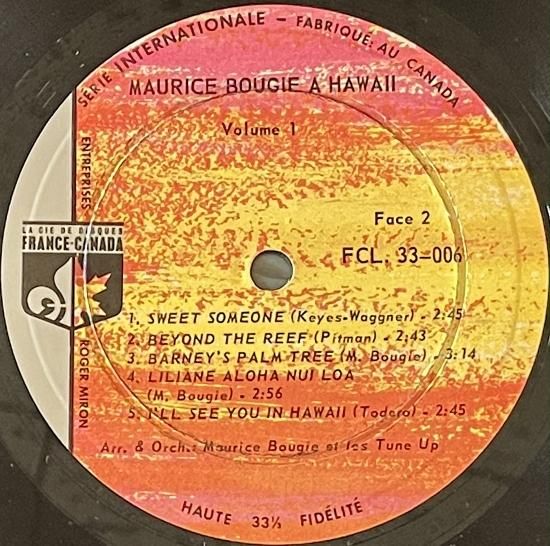 SÉRIE INTERNATIONALE - FABRIQUÉ AU CANADA
MAURICE BOUGIE A HAWAII
Volume 1
ENTREPRISES
LA CIE DE DISQUES
FRANCE-CANADA
ROGER MIRON
Face 2
FCL. 33-006
1. SWEET SOMEONE (Keyes-Waggner) - 2:45
2. BEYOND THE REEF (Pitman) - 2:43
3. BARNEY'S PALM TREE (M. Bougie) - 3:14
4. LILIANE ALOHA NUI LOA
(M. Bougie) - 2:56
5. I'LL SEE YOU IN HAWAII (Todero) - 2:45
Arr. & Orch.: Maurice Bougie et les Tune Up
HAUTE 33⅓ FIDÉLITÉ